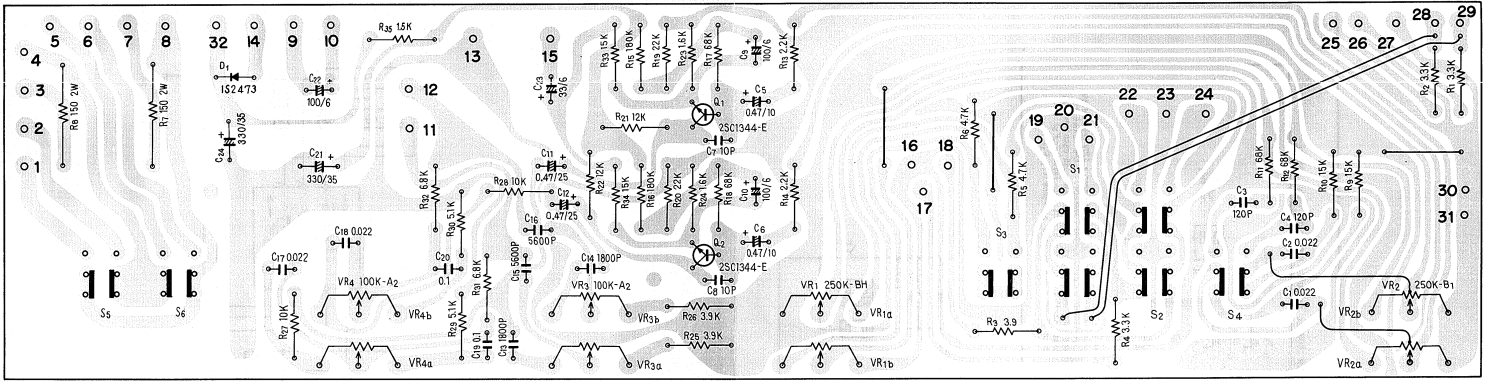 5 6 7 8 32 14 9 10
R35 1.5K
13 15
25 26 27 28 29
4
3
2
1
12
11
R8 150 2W
R7 150 2W
D1
1S2473
C22
100/6
C24
330/35
C21
330/35
C23
33/6
R33 15K
R15 180K
R19 22K
R23 1.6K
R17 68K
C9
100/6
R13 2.2K
Q1
2SC1344-E
C5
0.47/10
R21 12K
C7 10P
R6 4.7K
19 20 21
22 23 24
R2 3.3K
R1 3.3K
16 18
17
R5 4.7K
S1
R11 68K
R12 68K
R10 15K
R9 15K
30
31
C11
0.47/25
R32 6.8K
R28 10K
R22 12K
C12
0.47/25
R34 15K
R16 180K
R20 22K
R24 1.6K
R18 68K
C10
100/6
R14 2.2K
R30 5.1K
C16
5600P
C18 0.022
C17 0.022
C20
0.1
R31 6.8K
C15 5600P
C14 1800P
Q2
2SC1344-E
C6
0.47/10
C8 10P
S3
C3
120P
C4 120P
C2 0.022
C1 0.022
S5 S6
R27 10K
VR4 100K-A2
VR4b
VR4a
R29 5.1K
C19 0.1
C13 1800P
VR3 100K-A2
VR3b
VR3a
R26 3.9K
R25 3.9K
VR1 250K-BH
VR1a
VR1b
R3 3.9
R4 3.3K
S2 S4
VR2 250K-B1
VR2b
VR2a